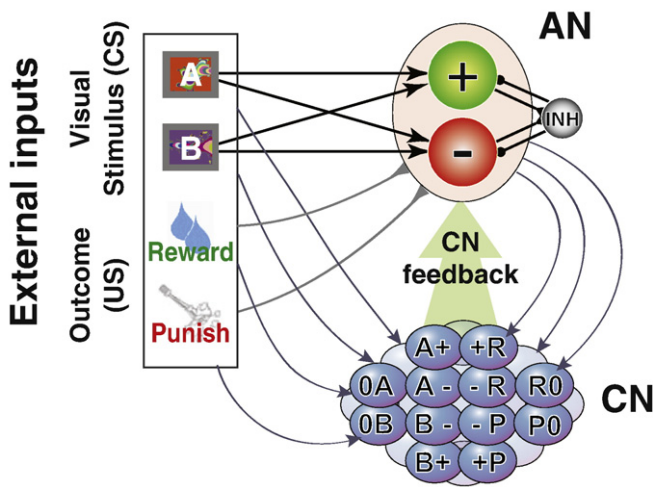 External inputs
Visual
Stimulus (CS)
Outcome
(US)
A
B
Reward
Punish
AN
+
-
INH
CN
feedback
CN
A+ +R
0A A - - R R0
0B B - - P P0
B+ +P